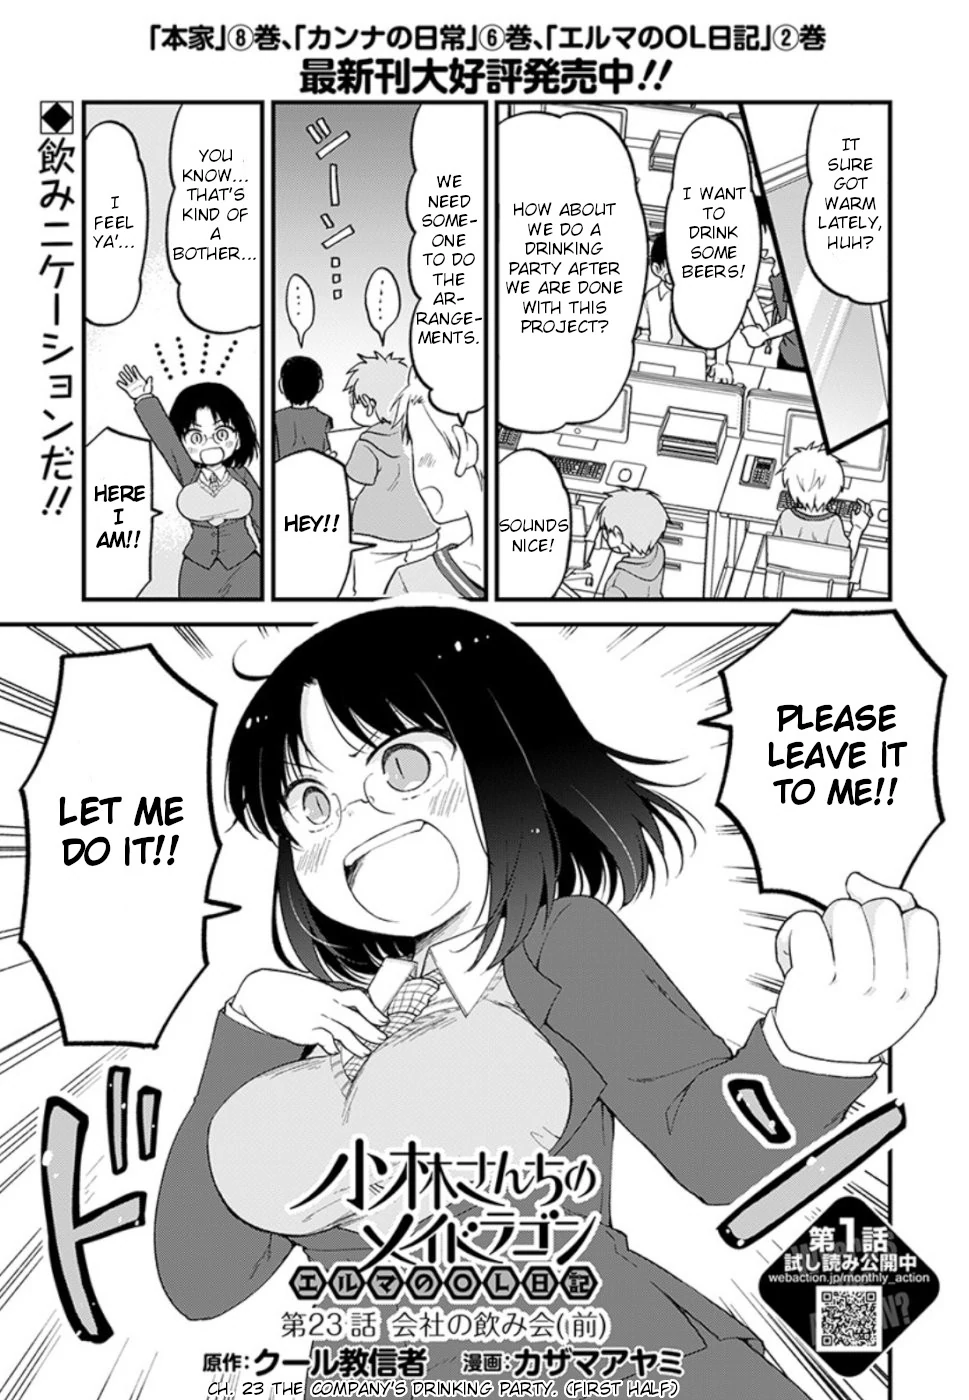 「本家」⑧巻、「カンナの日常」⑥巻、「エルマのOL日記」②巻
最新刊大好評発売中!!
IT
SURE
GOT
WARM
LATELY,
HUH?
I WANT
TO
DRINK
SOME
BEERS!
HOW ABOUT
WE DO A
DRINKING
PARTY AFTER
WE ARE DONE
WITH THIS
PROJECT?
SOUNDS
NICE!
WE
NEED
SOME-
ONE
TO DO
THE
AR-
RANGE-
MENTS.
シーン
・・・・
・・・・
HEY!!
YOU
KNOW...
THAT'S
KIND OF
A
BOTHER...
I
FEEL
YA'...
HERE
I
AM!!
◆飲みニケーションだ!!
PLEASE
LEAVE IT
TO ME!!
LET ME
DO IT!!
ドン
小林さんちの
メイドラゴン
エルマのOL日記
第23話 会社の飲み会(前)
原作:クール教信者 漫画:カザマアヤミ
CH. 23 THE COMPANY'S DRINKING PARTY. (FIRST HALF)
第1話
試し読み公開中
webaction.jp/monthly_action